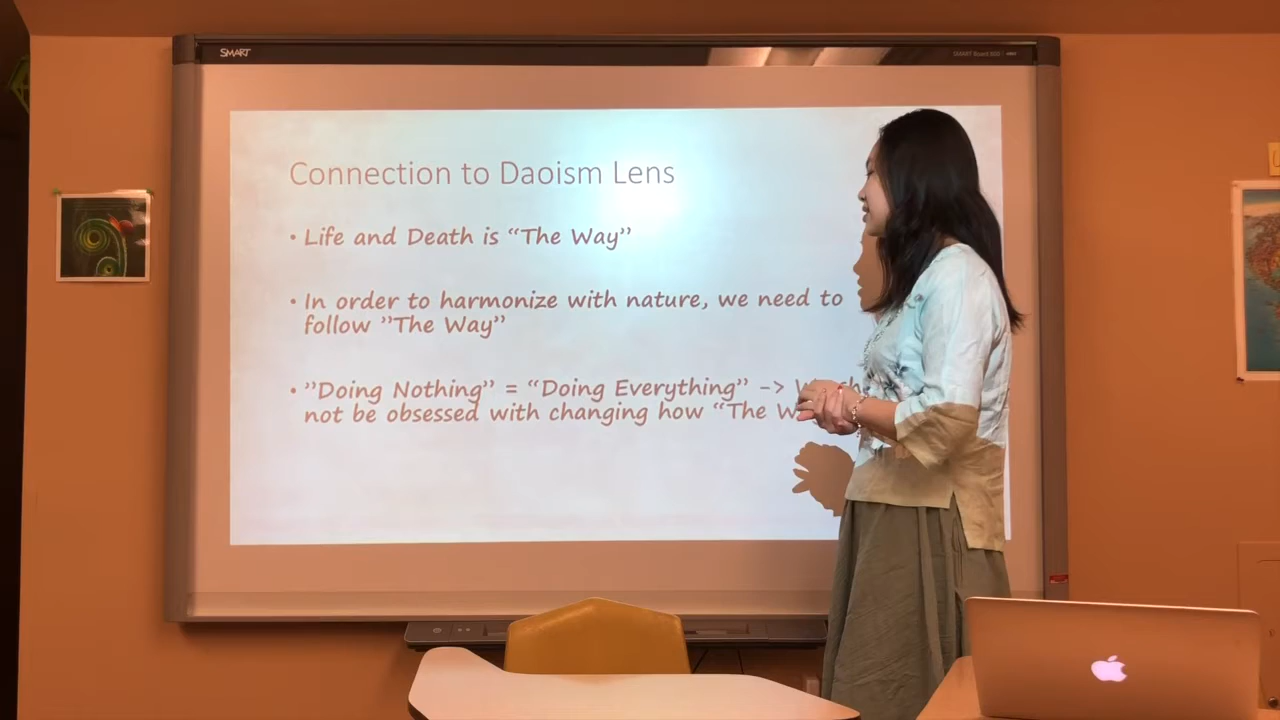 SMART
Connection to Daoism Lens
• Life and Death is “The Way”
• In order to harmonize with nature, we need to
follow ”The Way”
• ”Doing Nothing” = “Doing Everything” –>
not be obsessed with changing how “The